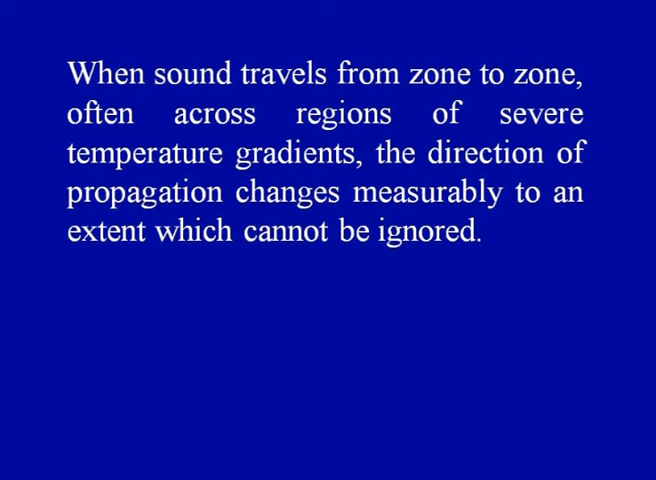 When sound travels from zone to zone,
often across regions of severe
temperature gradients, the direction of
propagation changes measurably to an
extent which cannot be ignored.